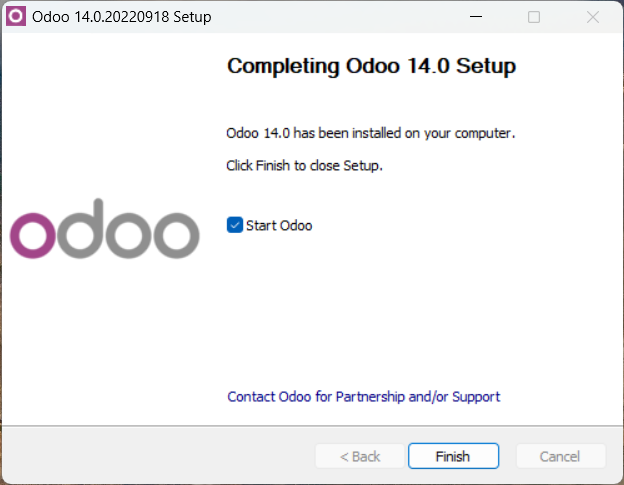 Odoo 14.0.20220918 Setup
Completing Odoo 14.0 Setup
Odoo 14.0 has been installed on your computer.
Click Finish to close Setup.
odoo
Start Odoo
Contact Odoo for Partnership and/or Support
< Back
Finish
Cancel